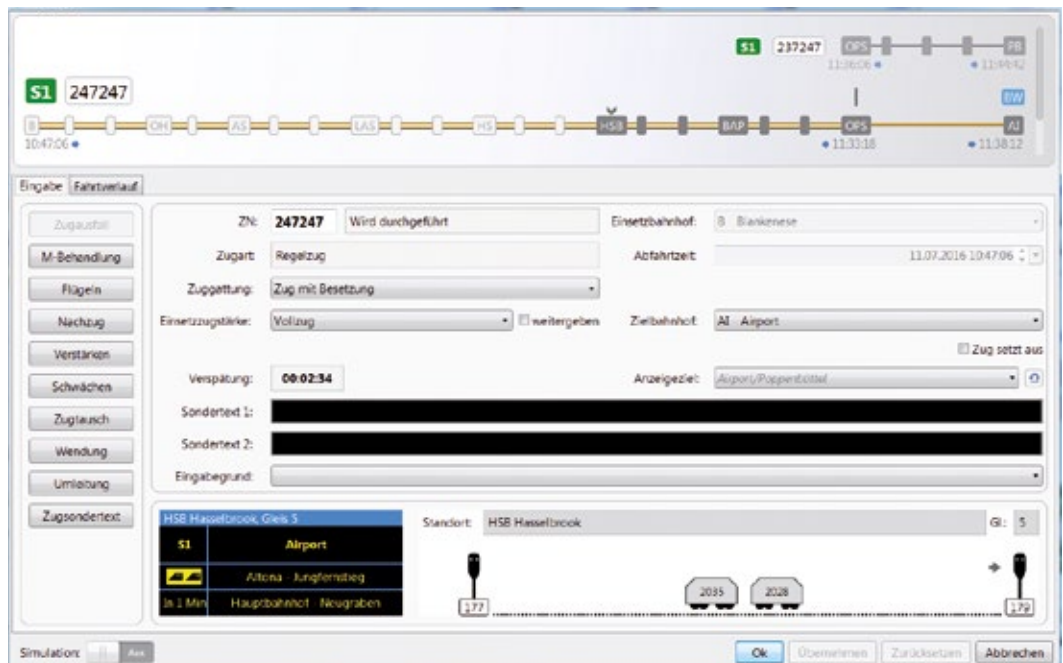 S1 237247 OPS PB
11:36:06 11:44:42
S1 247247
BW
B OH AS LAS HS HSB BAP OPS AI
10:47:06 11:33:18 11:38:12
Eingabe Fahrtverlauf
Zugausfall
M-Behandlung
Flügeln
Nachzug
Verstärken
Schwächen
Zugtausch
Wendung
Umleitung
Zugsondertext
ZN: 247247 Wird durchgeführt Einsetzbahnhof: B Blankenese
Zugart: Regelzug Abfahrtzeit: 11.07.2016 10:47:06
Zuggattung: Zug mit Besetzung
Einsetzzugstärke: Vollzug weitergeben Zielbahnhof: AI Airport
Zug setzt aus
Verspätung: 00:02:34 Anzeigeziel: Airport/Poppenbüttel
Sondertext 1:
Sondertext 2:
Eingabegrund:
HSB Hasselbrook, Gleis 5
S1 Airport
Altona - Jungfernstieg
In 1 Min Hauptbahnhof - Neugraben
Standort: HSB Hasselbrook Gl.: 5
177 2035 2028 179
Simulation: Aus Ok Übernehmen Zurücksetzen Abbrechen